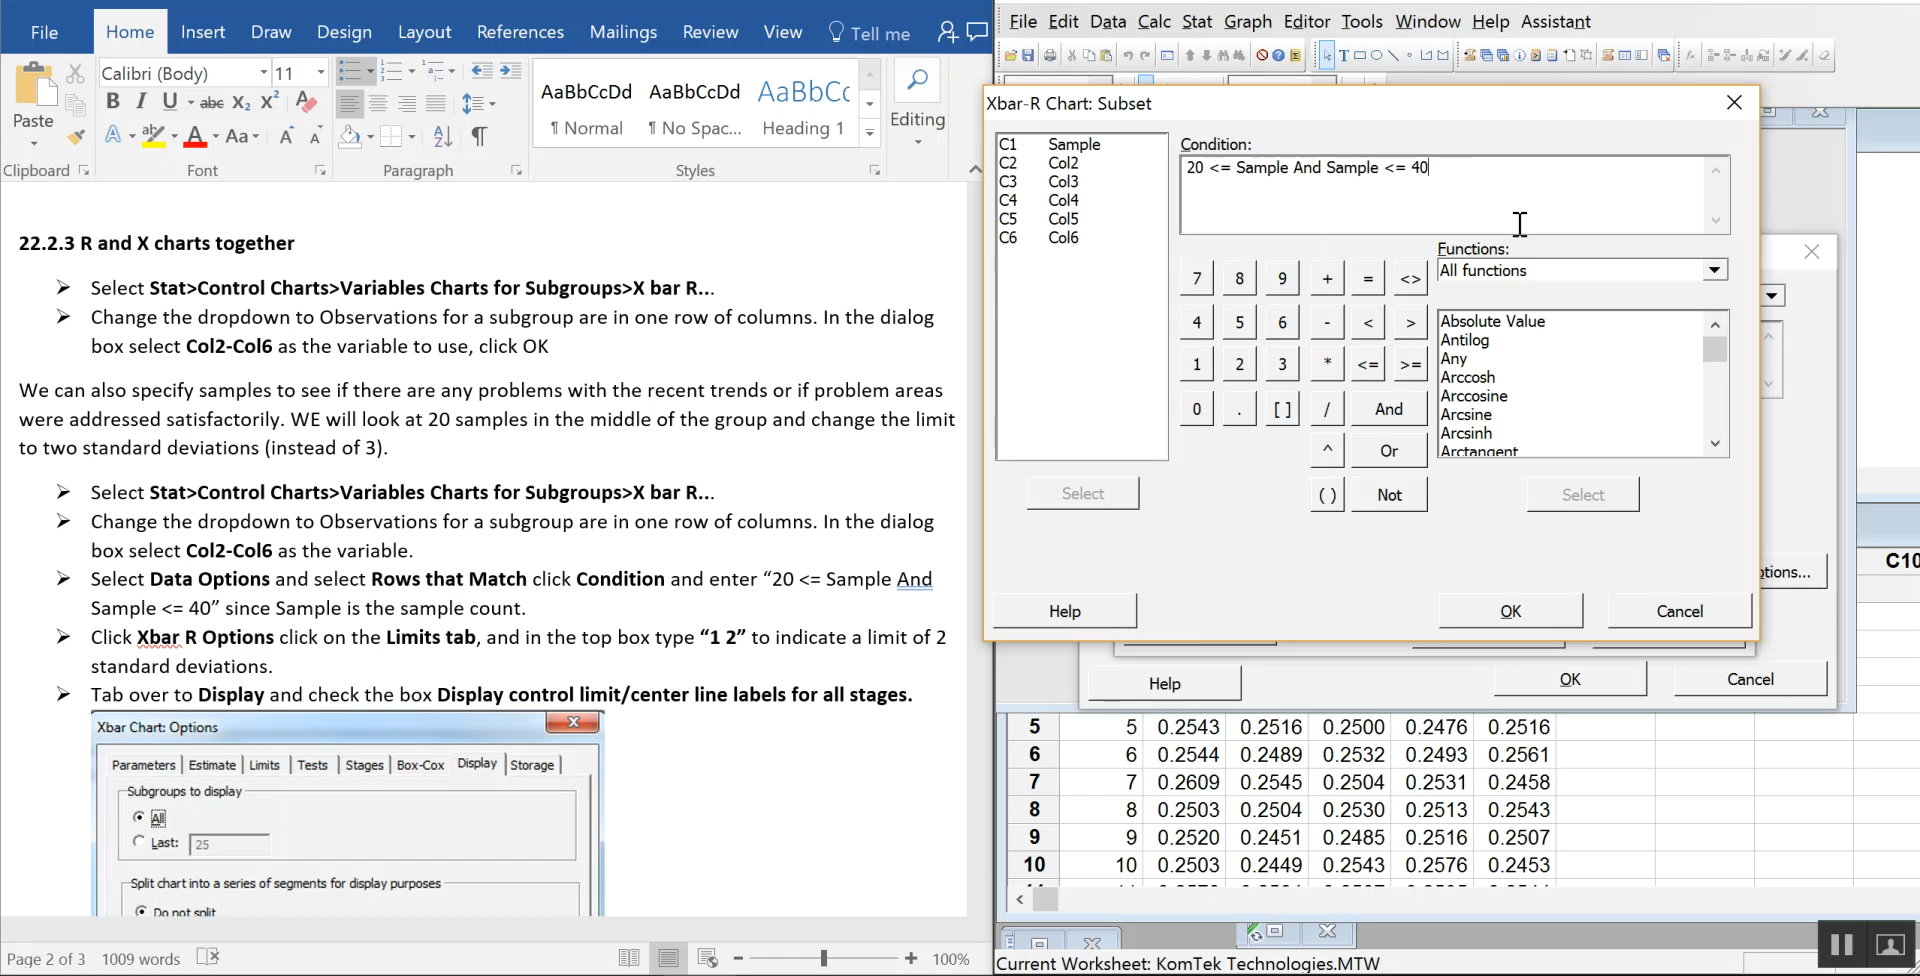 File Home Insert Draw Design Layout References Mailings Review View Tell me
Paste
Calibri (Body) 11
B I U abc X₂ X²
A A Aa A A
AaBbCcDd AaBbCcDd AaBbCc
¶ Normal ¶ No Spac... Heading 1
Editing
Clipboard Font Paragraph Styles
22.2.3 R and X charts together
Select Stat>Control Charts>Variables Charts for Subgroups>X bar R...
Change the dropdown to Observations for a subgroup are in one row of columns. In the dialog
box select Col2-Col6 as the variable to use, click OK
We can also specify samples to see if there are any problems with the recent trends or if problem areas
were addressed satisfactorily. WE will look at 20 samples in the middle of the group and change the limit
to two standard deviations (instead of 3).
Select Stat>Control Charts>Variables Charts for Subgroups>X bar R...
Change the dropdown to Observations for a subgroup are in one row of columns. In the dialog
box select Col2-Col6 as the variable.
Select Data Options and select Rows that Match click Condition and enter “20 <= Sample And
Sample <= 40” since Sample is the sample count.
Click Xbar R Options click on the Limits tab, and in the top box type “1 2” to indicate a limit of 2
standard deviations.
Tab over to Display and check the box Display control limit/center line labels for all stages.
Xbar Chart: Options
Parameters Estimate Limits Tests Stages Box-Cox Display Storage
Subgroups to display
All
Last: 25
Split chart into a series of segments for display purposes
Do not split
Page 2 of 3 1009 words 100%
File Edit Data Calc Stat Graph Editor Tools Window Help Assistant
Xbar-R Chart: Subset
C1 Sample
C2 Col2
C3 Col3
C4 Col4
C5 Col5
C6 Col6
Select
Condition:
20 <= Sample And Sample <= 40
7 8 9 + = <>
4 5 6 - < >
1 2 3 * <= >=
0 . [ ] / And
^ Or
( ) Not
Functions:
All functions
Absolute Value
Antilog
Any
Arccosh
Arccosine
Arcsine
Arcsinh
Arctangent
Select
Help OK Cancel
tions...
C10
Help OK Cancel
5 5 0.2543 0.2516 0.2500 0.2476 0.2516
6 6 0.2544 0.2489 0.2532 0.2493 0.2561
7 7 0.2609 0.2545 0.2504 0.2531 0.2458
8 8 0.2503 0.2504 0.2530 0.2513 0.2543
9 9 0.2520 0.2451 0.2485 0.2516 0.2507
10 10 0.2503 0.2449 0.2543 0.2576 0.2453
Current Worksheet: KomTek Technologies.MTW